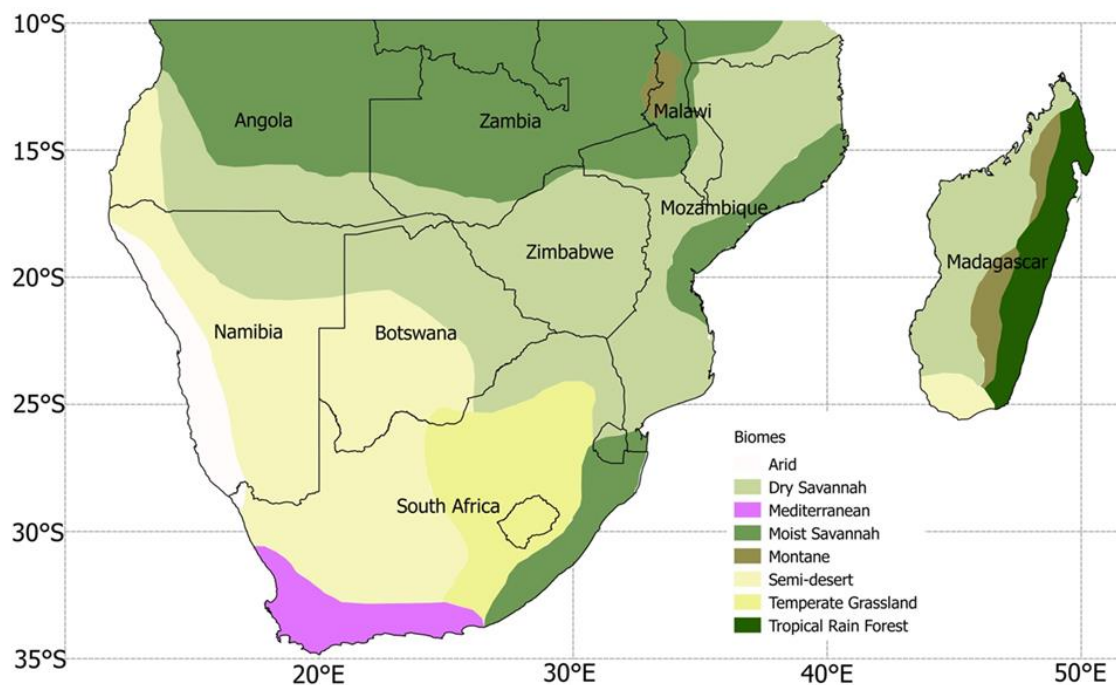 10°S
15°S
20°S
25°S
30°S
35°S
Angola
Zambia
Malawi
Mozambique
Zimbabwe
Madagascar
Namibia
Botswana
South Africa
Biomes
Arid
Dry Savannah
Mediterranean
Moist Savannah
Montane
Semi-desert
Temperate Grassland
Tropical Rain Forest
20°E
30°E
40°E
50°E